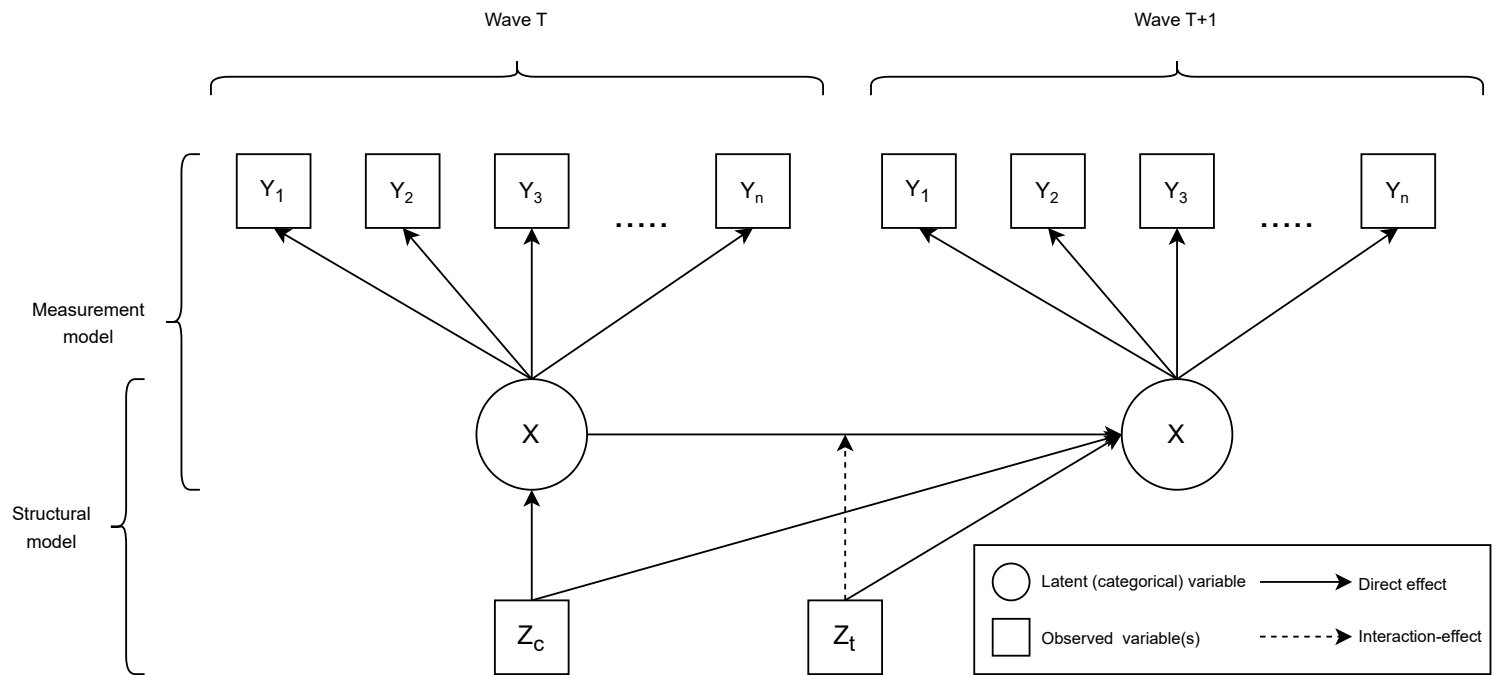 Wave T
Wave T+1
Y1 Y2 Y3 ..... Yn Y1 Y2 Y3 ..... Yn
Measurement
model
X X
Structural
model
Zc Zt
Latent (categorical) variable Direct effect
Observed variable(s) Interaction-effect